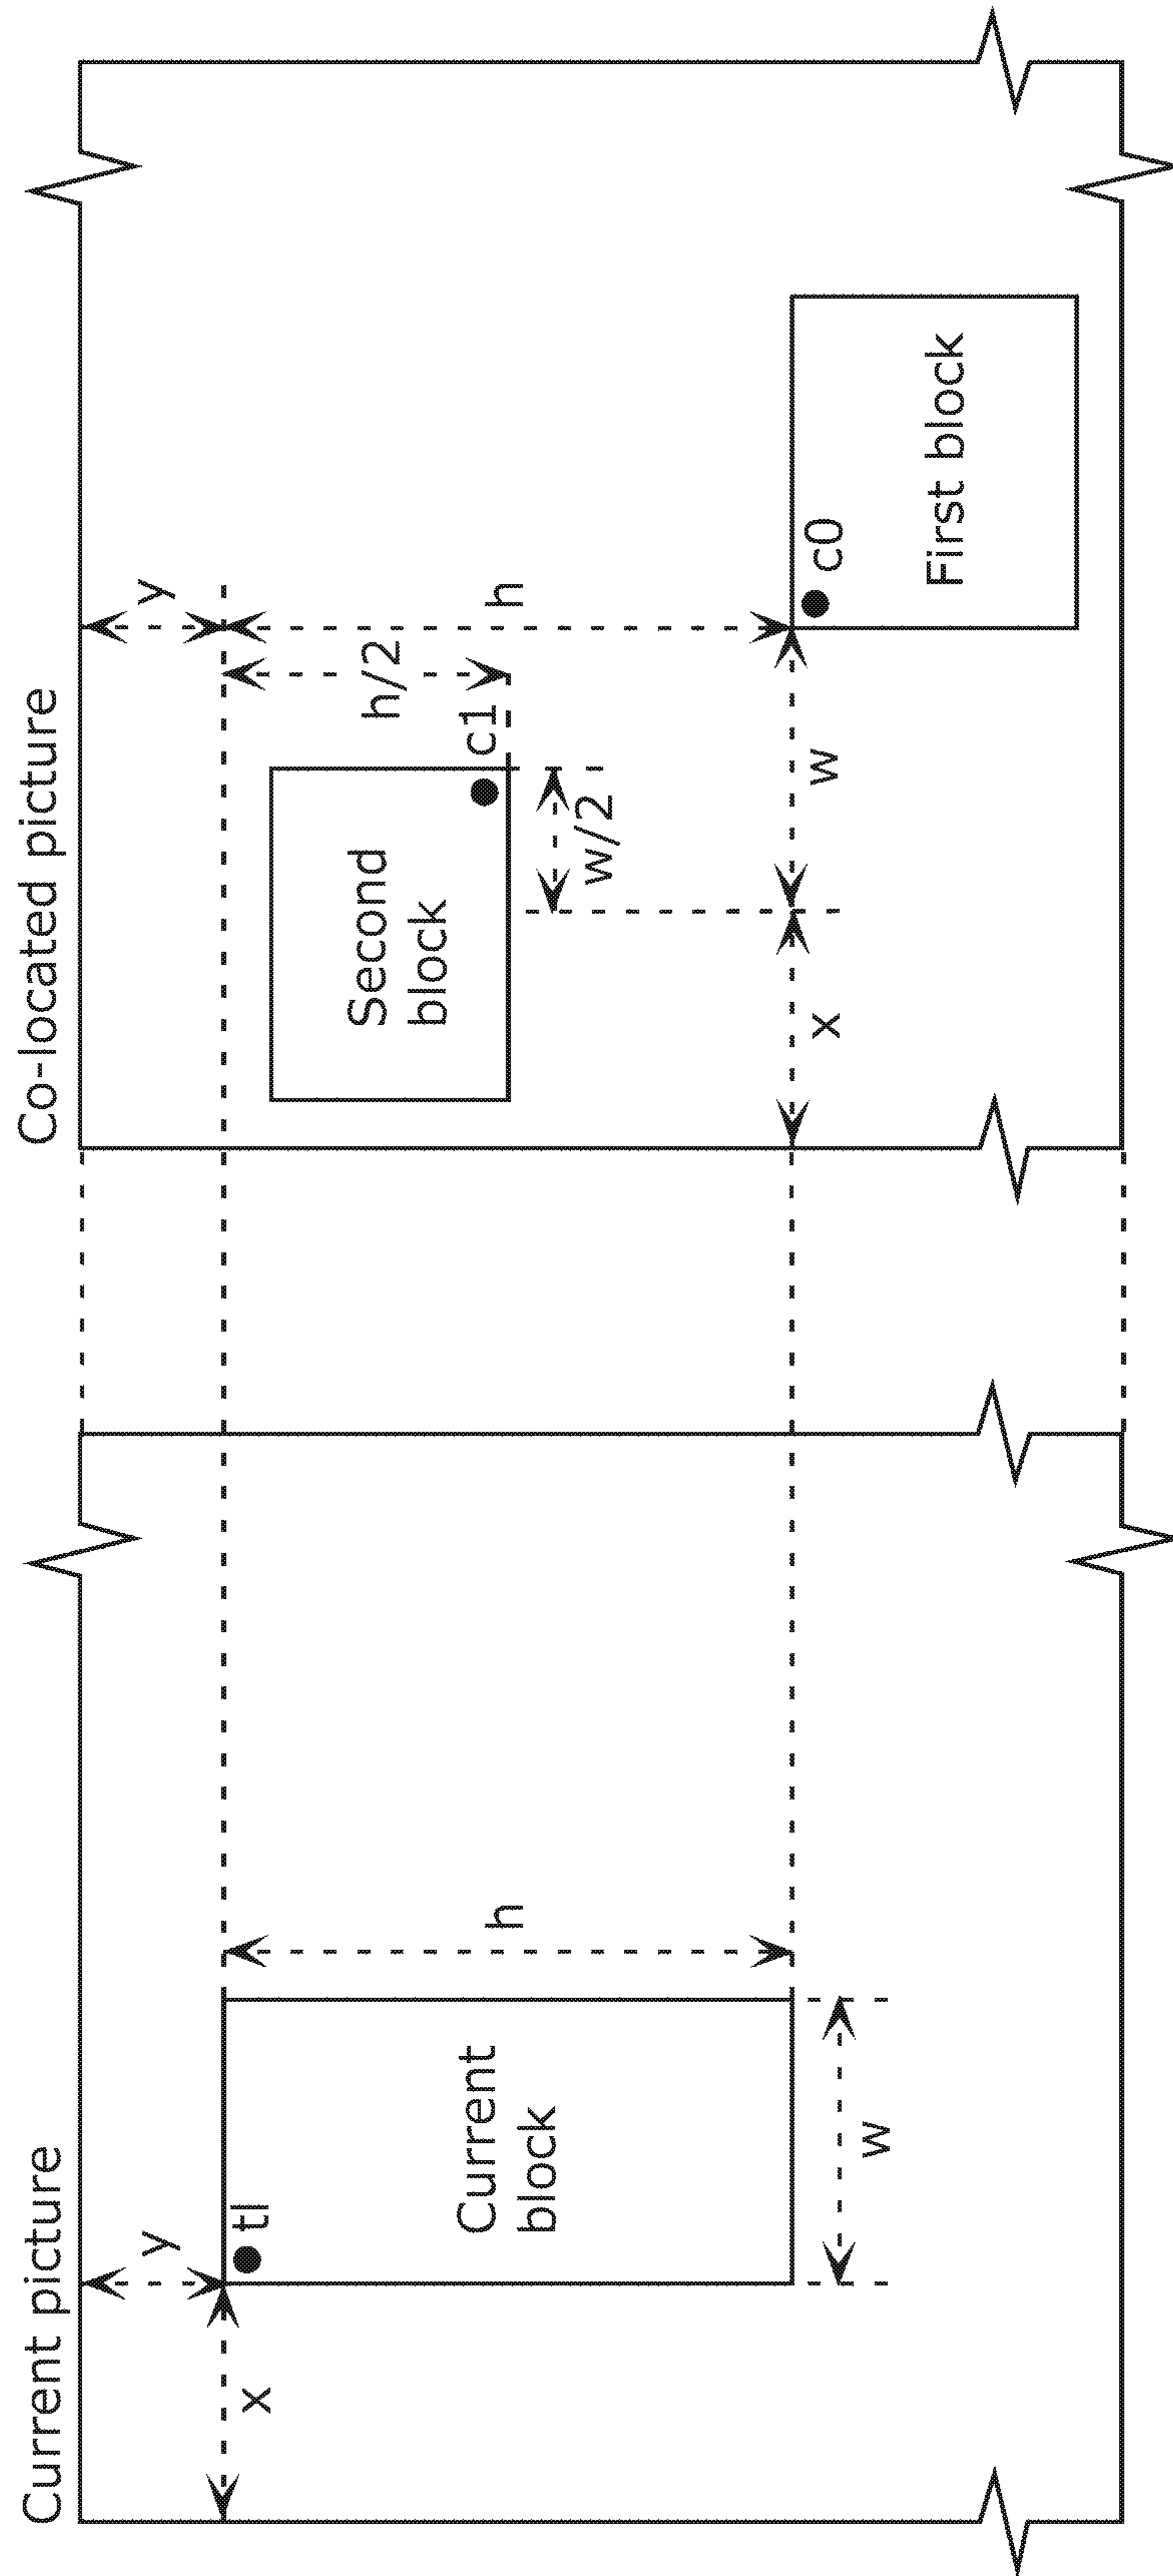 Current picture
y
x
tl
Current
block
h
w
Co-located picture
y
h/2
h
Second
block
c1
w/2
x
w
c0
First block